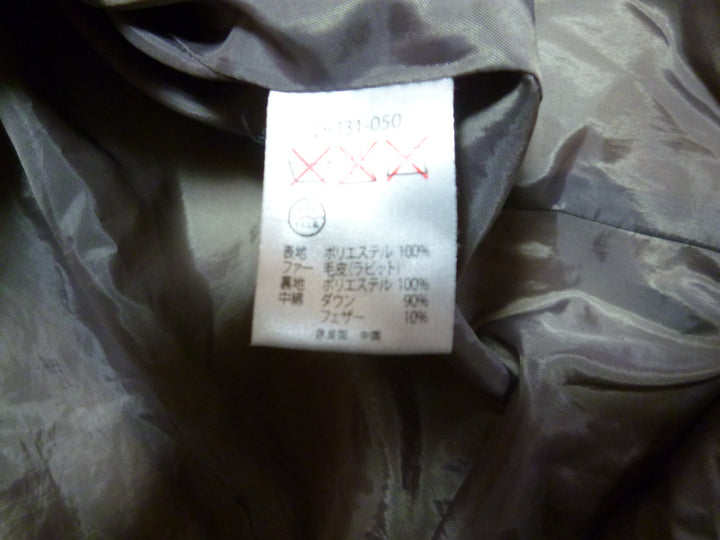 表地 ポリエステル 100%
ファー 毛皮(ラビット)
裏地 ポリエステル 100%
中綿 ダウン 90%
フェザー 10%
原産国 中国